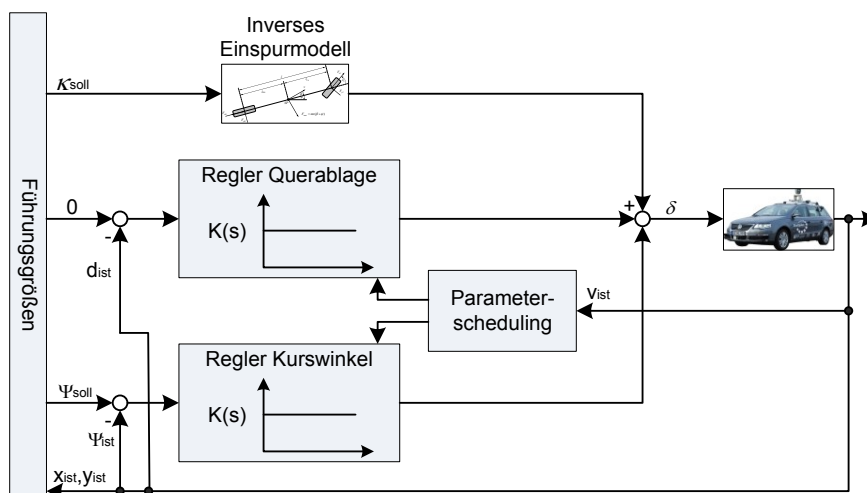 Inverses
Einspurmodell
κsoll
Führungsgrößen
Regler Querablage
K(s)
0
-
dist
+
δ
Parameter-
scheduling
vist
Regler Kurswinkel
K(s)
Ψsoll
-
Ψist
xist,yist